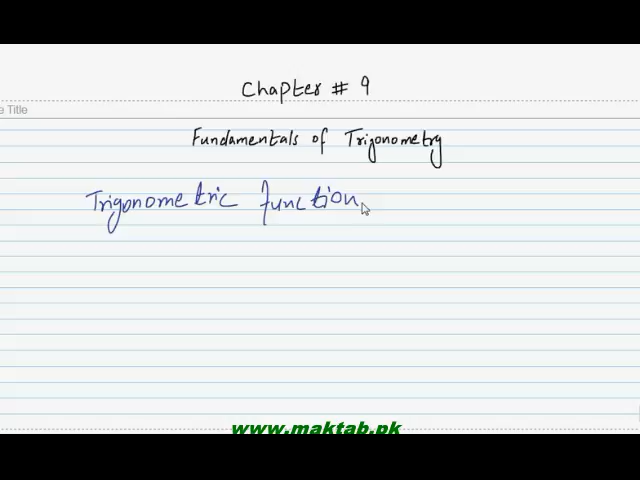 Chapter # 9
e Title
Fundamentals of Trigonometry
Trigonometric function
www.maktab.pk